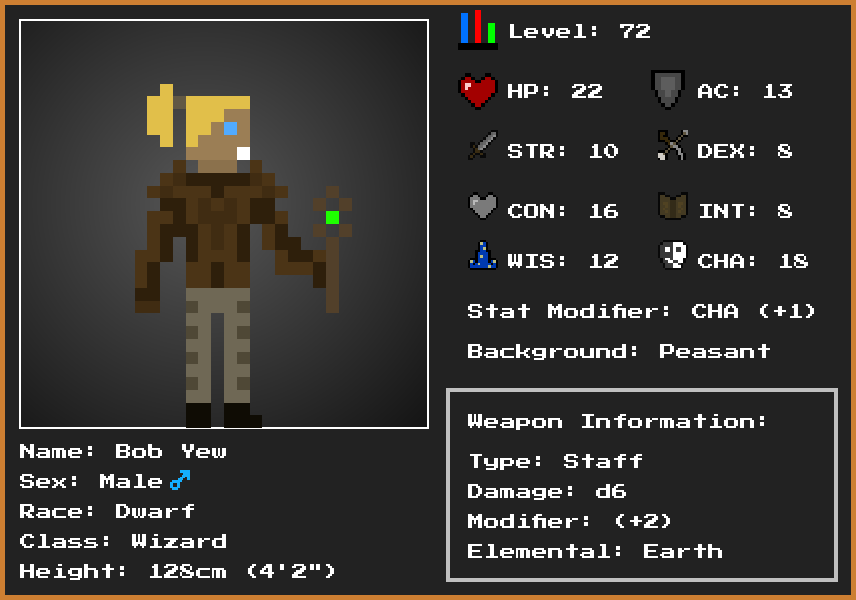 Level: 72
HP: 22
AC: 13
STR: 10
DEX: 8
CON: 16
INT: 8
WIS: 12
CHA: 18
Stat Modifier: CHA (+1)
Background: Peasant
Weapon Information:
Type: Staff
Damage: d6
Modifier: (+2)
Elemental: Earth
Name: Bob Yew
Sex: Male ♂
Race: Dwarf
Class: Wizard
Height: 128cm (4'2")